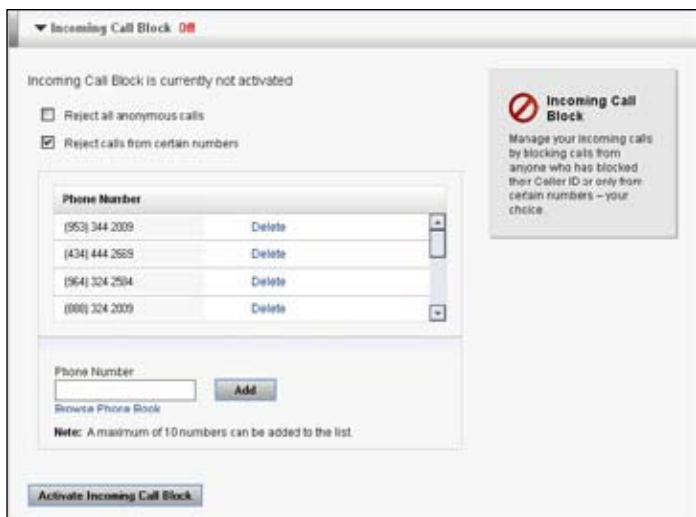 Incoming Call Block Off
Incoming Call Block is currently not activated
Reject all anonymous calls
Reject calls from certain numbers
Phone Number
(953) 344 2009 Delete
(434) 444 2669 Delete
(964) 324 2584 Delete
(888) 324 2009 Delete
Phone Number
Add
Browse Phone Book
Note: A maximum of 10 numbers can be added to the list.
Activate Incoming Call Block
Incoming Call
Block
Manage your incoming calls
by blocking calls from
anyone who has blocked
their Caller ID or only from
certain numbers – your
choice.